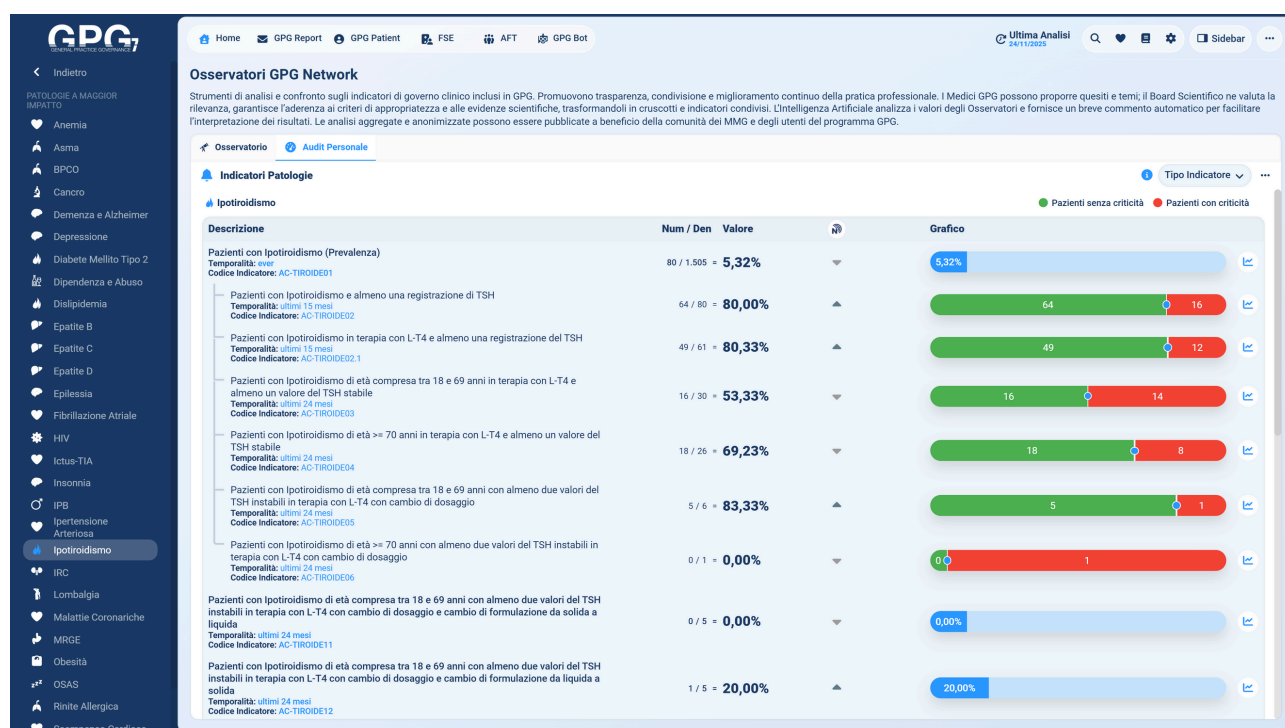 GPG7
GENERAL PRACTICE GOVERNANCE
Home
GPG Report
GPG Patient
FSE
AFT
GPG Bot
Ultima Analisi
24/11/2025
Sidebar
Indietro
PATOLOGIE A MAGGIOR
IMPATTO
Anemia
Asma
BPCO
Cancro
Demenza e Alzheimer
Depressione
Diabete Mellito Tipo 2
Dipendenza e Abuso
Dislipidemia
Epatite B
Epatite C
Epatite D
Epilessia
Fibrillazione Atriale
HIV
Ictus-TIA
Insonnia
IPB
Ipertensione
Arteriosa
Ipotiroidismo
IRC
Lombalgia
Malattie Coronariche
MRGE
Obesità
OSAS
Rinite Allergica
Scompenso Cardiaco
Osservatori GPG Network
Strumenti di analisi e confronto sugli indicatori di governo clinico inclusi in GPG. Promuovono trasparenza, condivisione e miglioramento continuo della pratica professionale. I Medici GPG possono proporre quesiti e temi; il Board Scientifico ne valuta la
rilevanza, garantisce l'aderenza ai criteri di appropriatezza e alle evidenze scientifiche, trasformandoli in cruscotti e indicatori condivisi. L'Intelligenza Artificiale analizza i valori degli Osservatori e fornisce un breve commento automatico per facilitare
l'interpretazione dei risultati. Le analisi aggregate e anonimizzate possono essere pubblicate a beneficio della comunità dei MMG e degli utenti del programma GPG.
Osservatorio
Audit Personale
Indicatori Patologie
Tipo Indicatore
Ipotiroidismo
Pazienti senza criticità
Pazienti con criticità
Descrizione
Num / Den
Valore
N
Grafico
Pazienti con Ipotiroidismo (Prevalenza)
Temporalità: ever
Codice Indicatore: AC-TIROIDE01
80 / 1.505 = 5,32%
5,32%
Pazienti con Ipotiroidismo e almeno una registrazione di TSH
Temporalità: ultimi 15 mesi
Codice Indicatore: AC-TIROIDE02
64 / 80 = 80,00%
64
16
Pazienti con Ipotiroidismo in terapia con L-T4 e almeno una registrazione del TSH
Temporalità: ultimi 15 mesi
Codice Indicatore: AC-TIROIDE02.1
49 / 61 = 80,33%
49
12
Pazienti con Ipotiroidismo di età compresa tra 18 e 69 anni in terapia con L-T4 e
almeno un valore del TSH stabile
Temporalità: ultimi 24 mesi
Codice Indicatore: AC-TIROIDE03
16 / 30 = 53,33%
16
14
Pazienti con Ipotiroidismo di età >= 70 anni in terapia con L-T4 e almeno un valore del
TSH stabile
Temporalità: ultimi 24 mesi
Codice Indicatore: AC-TIROIDE04
18 / 26 = 69,23%
18
8
Pazienti con Ipotiroidismo di età compresa tra 18 e 69 anni con almeno due valori del
TSH instabili in terapia con L-T4 con cambio di dosaggio
Temporalità: ultimi 24 mesi
Codice Indicatore: AC-TIROIDE05
5 / 6 = 83,33%
5
1
Pazienti con Ipotiroidismo di età >= 70 anni con almeno due valori del TSH instabili in
terapia con L-T4 con cambio di dosaggio
Temporalità: ultimi 24 mesi
Codice Indicatore: AC-TIROIDE06
0 / 1 = 0,00%
0
1
Pazienti con Ipotiroidismo di età compresa tra 18 e 69 anni con almeno due valori del TSH
instabili in terapia con L-T4 con cambio di dosaggio e cambio di formulazione da solida a
liquida
Temporalità: ultimi 24 mesi
Codice Indicatore: AC-TIROIDE11
0 / 5 = 0,00%
0,00%
Pazienti con Ipotiroidismo di età compresa tra 18 e 69 anni con almeno due valori del TSH
instabili in terapia con L-T4 con cambio di dosaggio e cambio di formulazione da liquida a
solida
Temporalità: ultimi 24 mesi
Codice Indicatore: AC-TIROIDE12
1 / 5 = 20,00%
20,00%